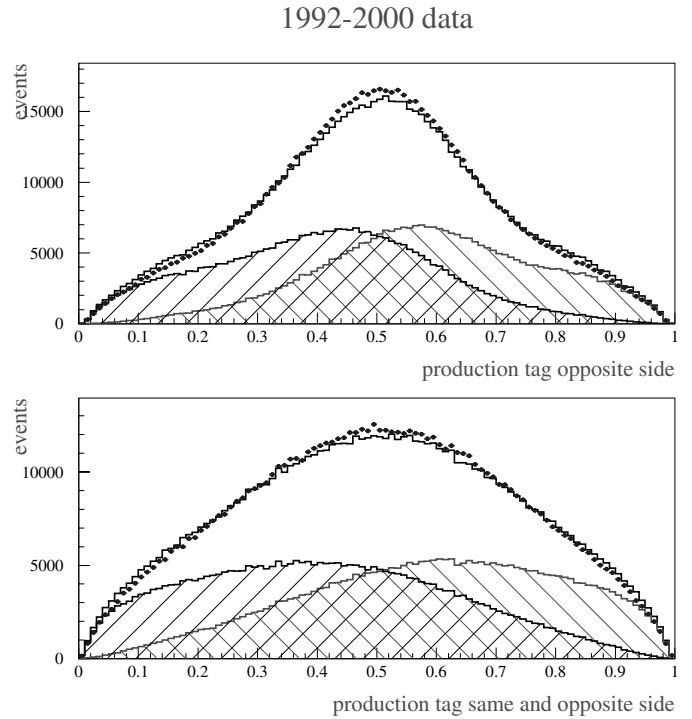 1992-2000 data
events
15000
10000
5000
0
0 0.1 0.2 0.3 0.4 0.5 0.6 0.7 0.8 0.9 1
production tag opposite side
events
10000
5000
0
0 0.1 0.2 0.3 0.4 0.5 0.6 0.7 0.8 0.9 1
production tag same and opposite side